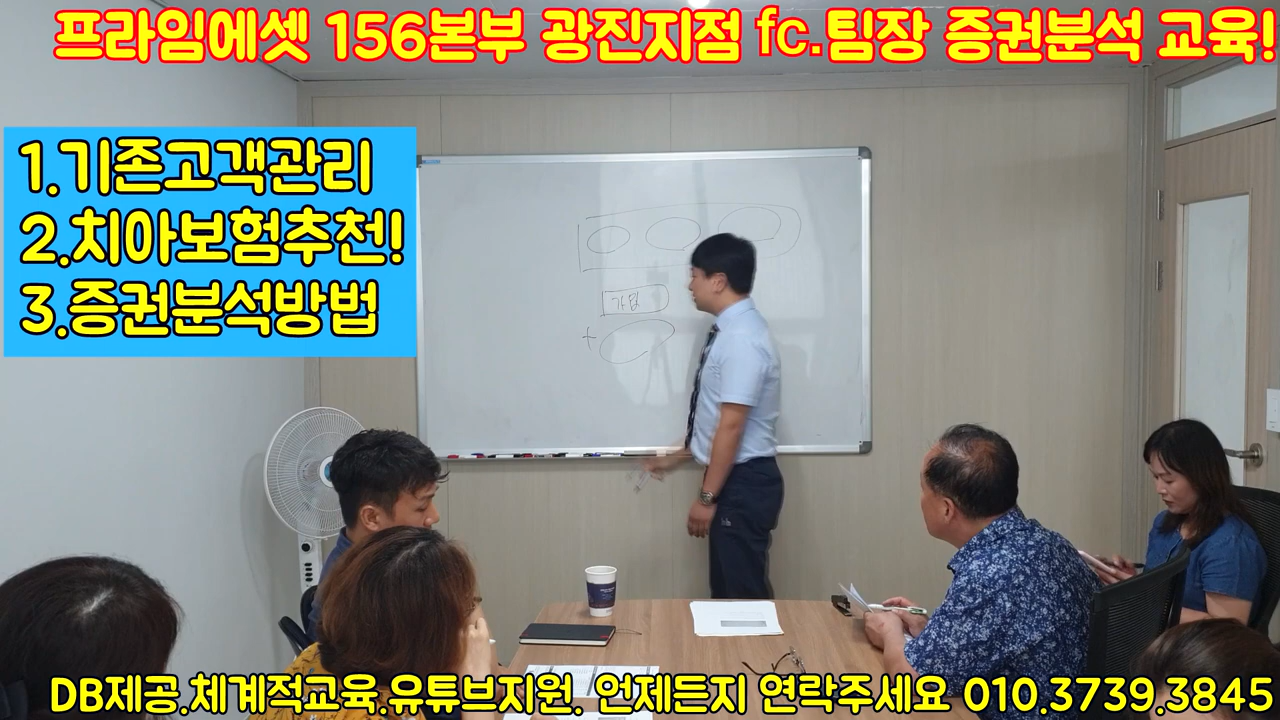 프라임에셋 156본부 광진지점 fc.팀장 증권분석 교육!
1.기존고객관리
2.치아보험추천!
3.증권분석방법
+
DB제공.체계적교육.유튜브지원. 언제든지 연락주세요 010.3739.3845